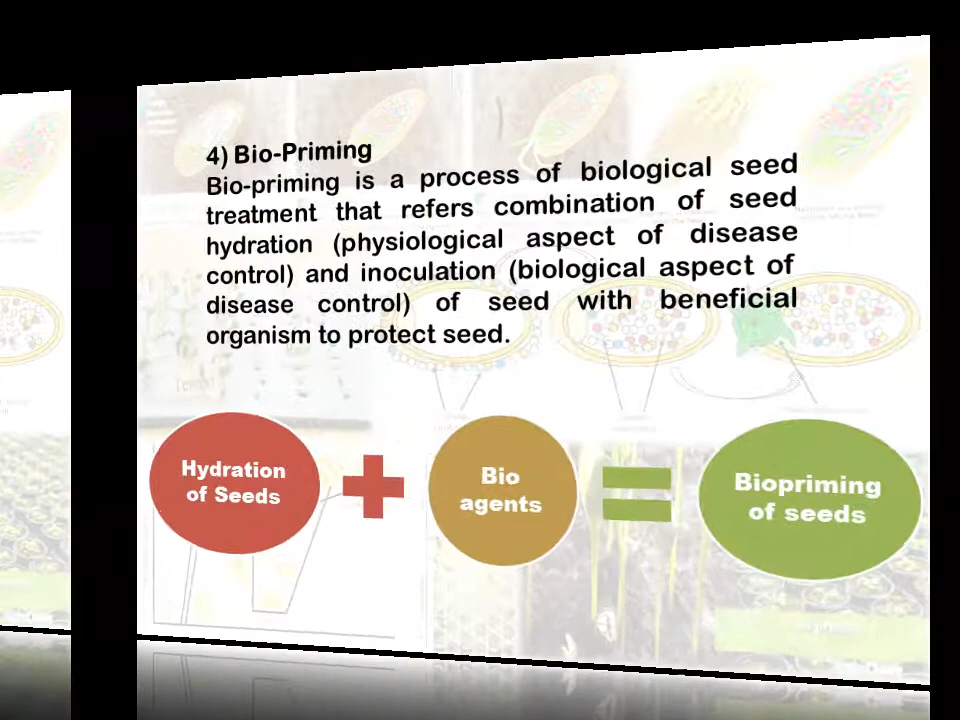 4) Bio-Priming
Bio-priming is a process of biological seed
treatment that refers combination of seed
hydration (physiological aspect of disease
control) and inoculation (biological aspect of
disease control) of seed with beneficial
organism to protect seed.
Hydration
of Seeds
Bio
agents
Biopriming
of seeds